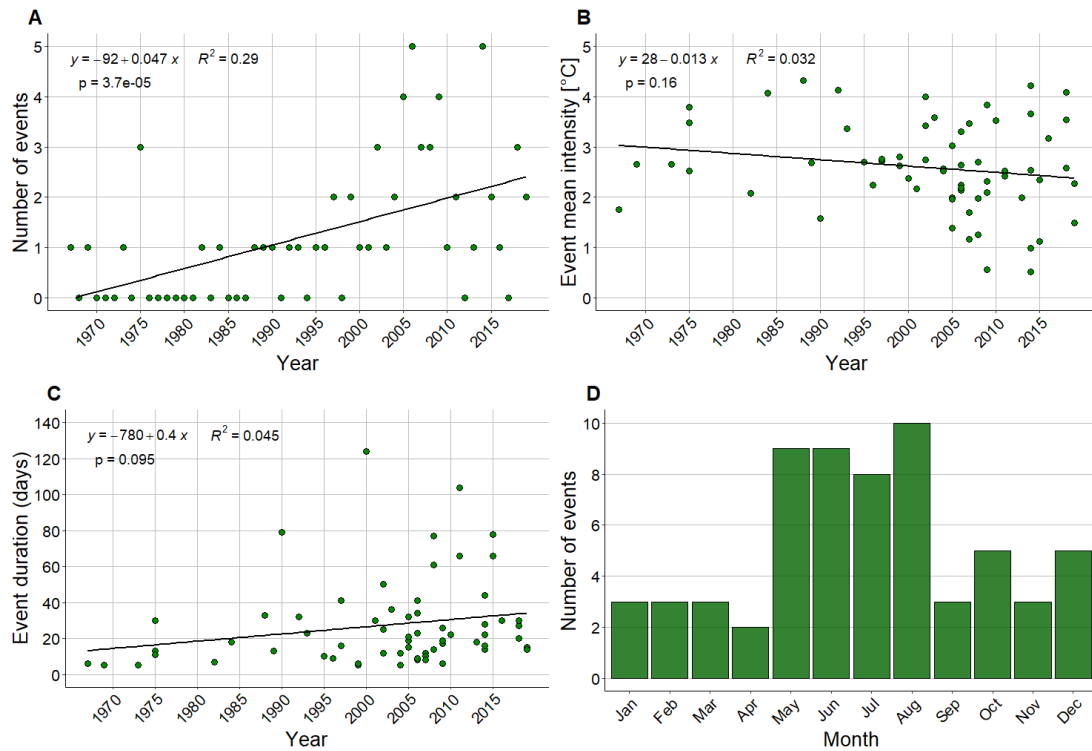 A
y = −92 + 0.047 x R² = 0.29
p = 3.7e-05
Number of events
5
4
3
2
1
0
1970 1975 1980 1985 1990 1995 2000 2005 2010 2015
Year
B
y = 28 − 0.013 x R² = 0.032
p = 0.16
Event mean intensity [°C]
5
4
3
2
1
0
1970 1975 1980 1985 1990 1995 2000 2005 2010 2015
Year
C
y = −780 + 0.4 x R² = 0.045
p = 0.095
Event duration (days)
140
120
100
80
60
40
20
0
1970 1975 1980 1985 1990 1995 2000 2005 2010 2015
Year
D
Number of events
10
8
6
4
2
0
Jan Feb Mar Apr May Jun Jul Aug Sep Oct Nov Dec
Month